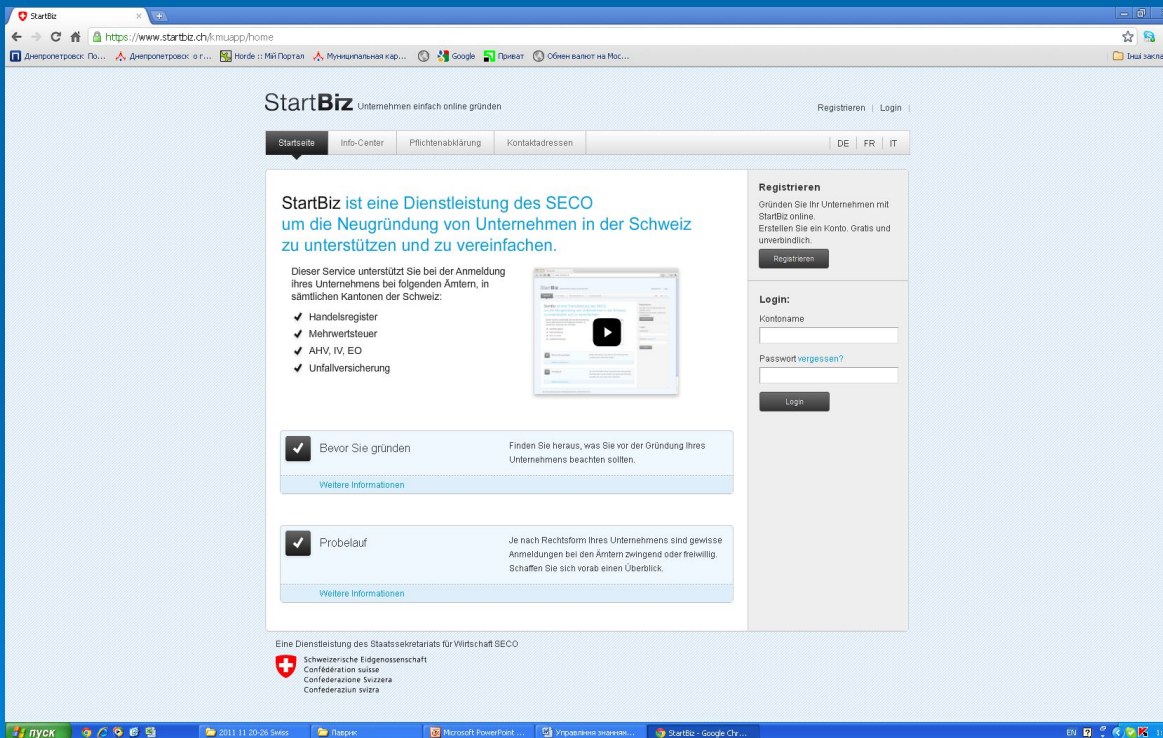 StartBiz
https://www.startbiz.ch/kmuapp/home
Днепропетровск По... Днепропетровск о г... Horde :: Мій Портал Муниципальная кар... Google Приват Обмен валют на Мос... Інші закла
StartBiz Unternehmen einfach online gründen
Registrieren | Login |
Startseite Info-Center Pflichtenabklärung Kontaktadressen
DE | FR | IT
StartBiz ist eine Dienstleistung des SECO
um die Neugründung von Unternehmen in der Schweiz
zu unterstützen und zu vereinfachen.
Dieser Service unterstützt Sie bei der Anmeldung
ihres Unternehmens bei folgenden Ämtern, in
sämtlichen Kantonen der Schweiz:
Handelsregister
Mehrwertsteuer
AHV, IV, EO
Unfallversicherung
Bevor Sie gründen
Finden Sie heraus, was Sie vor der Gründung Ihres
Unternehmens beachten sollten.
Weitere Informationen
Probelauf
Je nach Rechtsform Ihres Unternehmens sind gewisse
Anmeldungen bei den Ämtern zwingend oder freiwillig.
Schaffen Sie sich vorab einen Überblick.
Weitere Informationen
Registrieren
Gründen Sie Ihr Unternehmen mit
StartBiz online.
Erstellen Sie ein Konto. Gratis und
unverbindlich.
Registrieren
Login:
Kontoname
Passwort vergessen?
Login
Eine Dienstleistung des Staatssekretariats für Wirtschaft SECO
Schweizerische Eidgenossenschaft
Confédération suisse
Confederazione Svizzera
Confederaziun svizra
пуск 2011 11 20-26 Swiss Лаврик Microsoft PowerPoint ... Управління знанням... StartBiz - Google Chr... EN